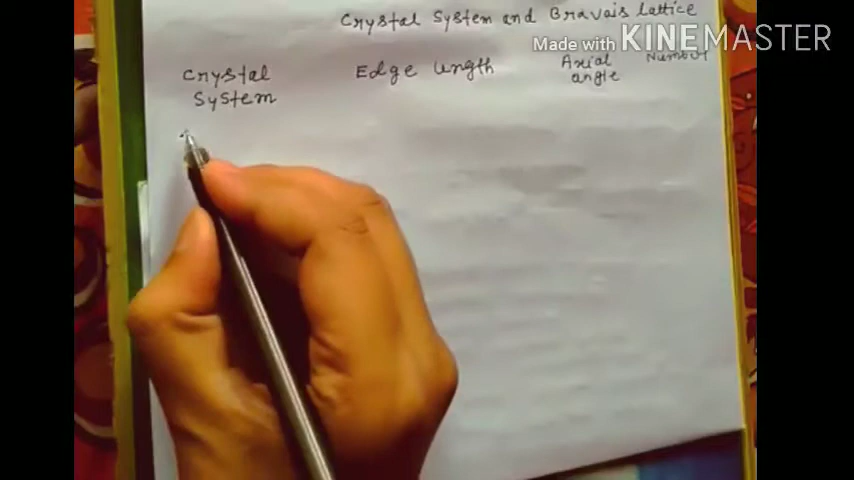 Crystal System and Bravais lattice
Made with KINEMASTER
Crystal System
Edge length
Axial angle
Number